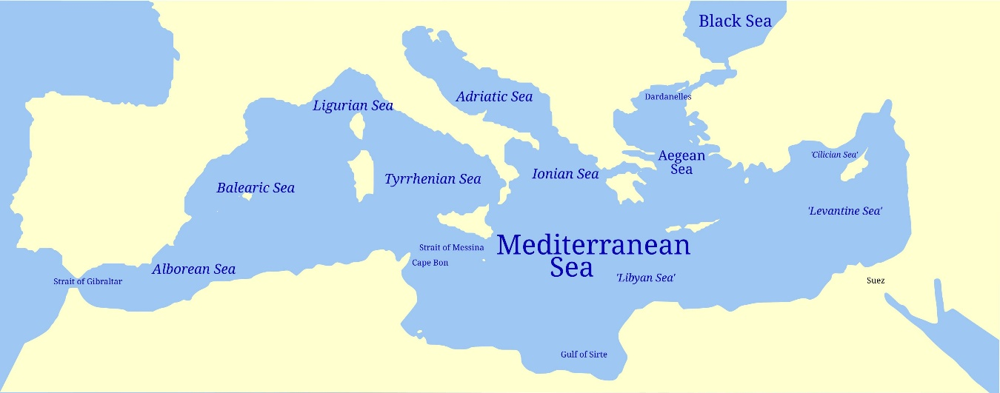 Black Sea
Adriatic Sea
Dardanelles
Ligurian Sea
Aegean
Sea
'Cilician Sea'
Ionian Sea
Tyrrhenian Sea
Balearic Sea
'Levantine Sea'
Mediterranean
Sea
Strait of Messina
Cape Bon
Alborean Sea
'Libyan Sea'
Strait of Gibraltar
Suez
Gulf of Sirte